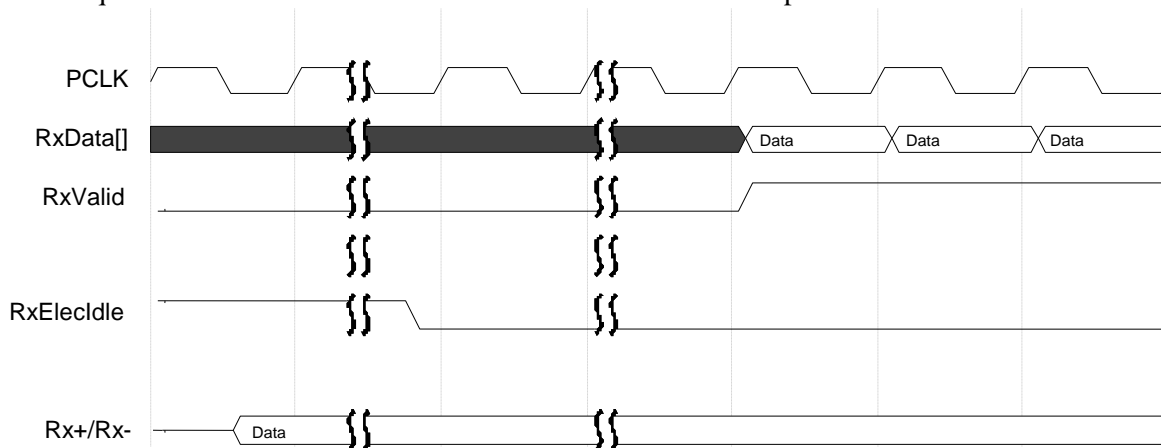 PCLK
RxData[]
Data Data Data
RxValid
RxElecIdle
Rx+/Rx-
Data